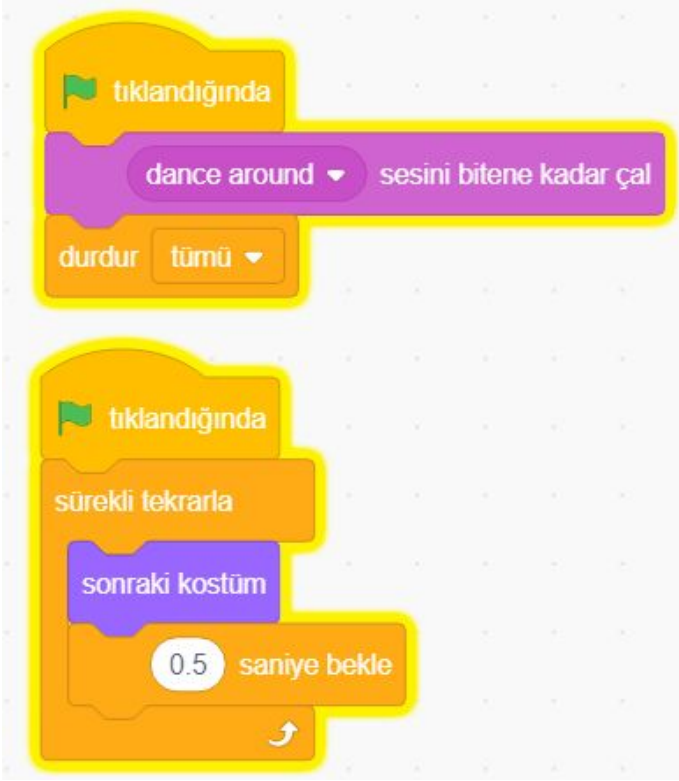 tıklandığında
dance around sesini bitene kadar çal
durdur tümü
tıklandığında
sürekli tekrarla
sonraki kostüm
0.5 saniye bekle